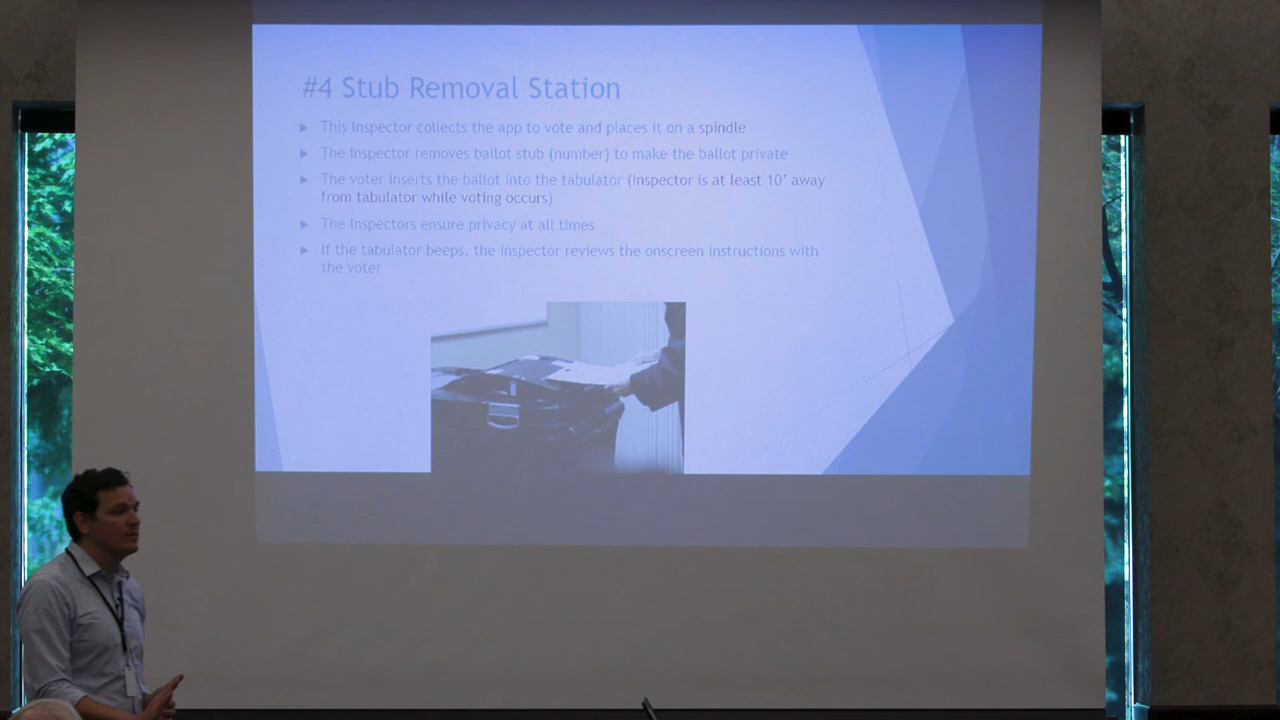 #4 Stub Removal Station
This Inspector collects the app to vote and places it on a spindle
The Inspector removes ballot stub (number) to make the ballot private
The voter inserts the ballot into the tabulator (Inspector is at least 10' away
from tabulator while voting occurs)
The Inspectors ensure privacy at all times
If the tabulator beeps, the Inspector reviews the onscreen instructions with
the voter